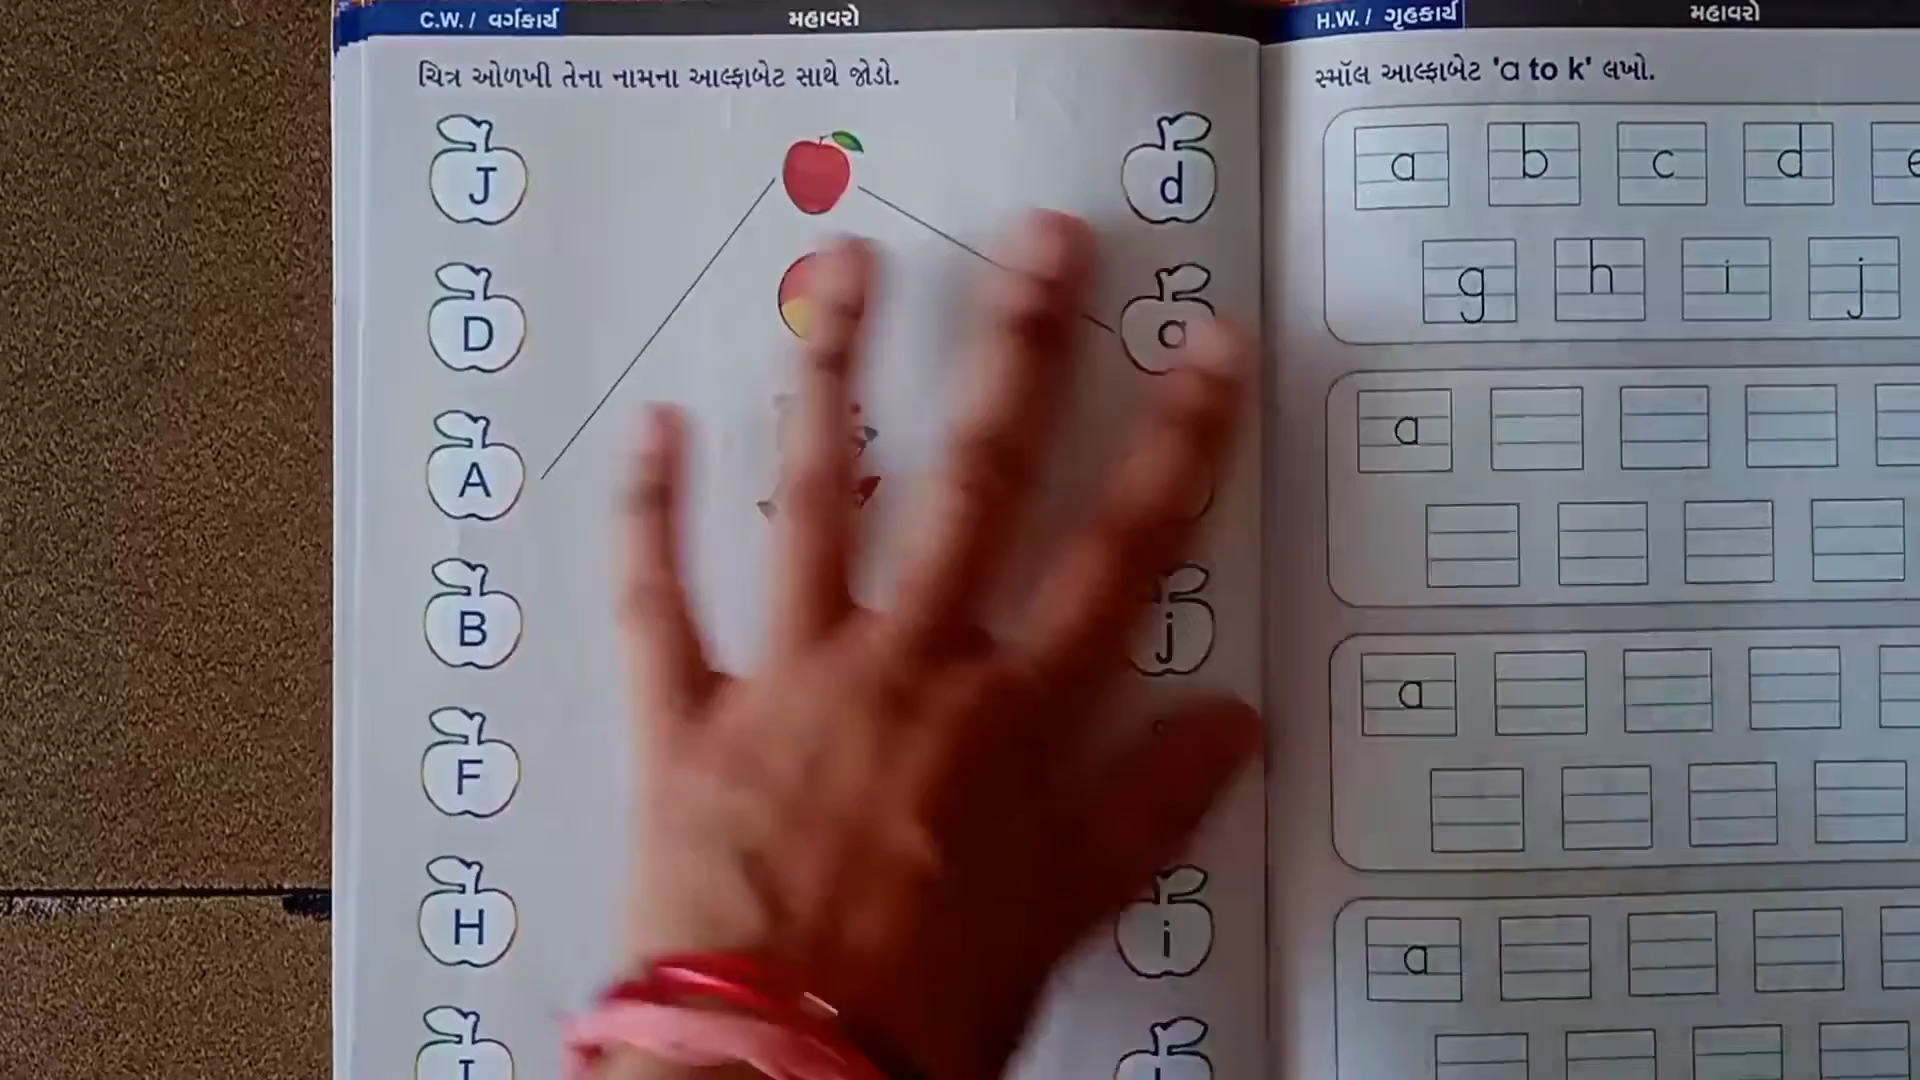 C.W. / વર્ગકાર્ય
મહાવરો
ચિત્ર ઓળખી તેના નામના આલ્ફાબેટ સાથે જોડો.
J
d
D
a
A
B
j
F
H
i
I
H.W. / ગૃહકાર્ય
મહાવરો
સ્મૉલ આલ્ફાબેટ 'a to k' લખો.
a b c d e
g h i j
a
a
a